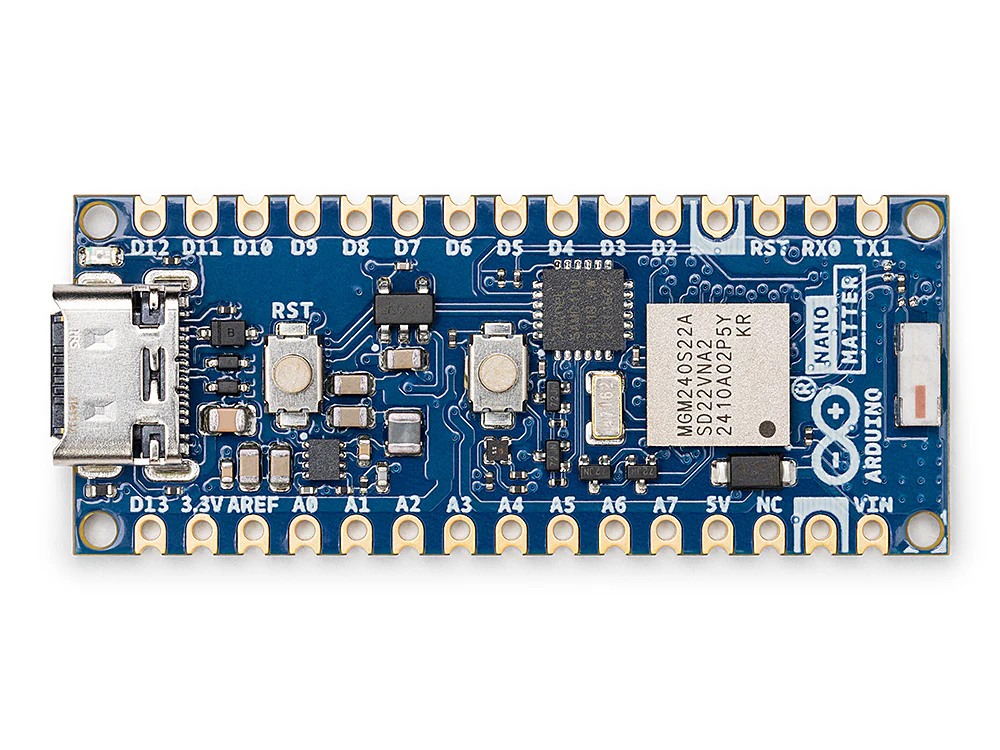 D12 D11 D10 D9 D8 D7 D6 D5 D4 D3 D2 RST RX0 TX1
RST
B
MGM240S22A
SD22VNA2
2410A02P5Y
KR
NANO
MATTER
®
ARDUINO
D13 3,3V AREF A0 A1 A2 A3 A4 A5 A6 A7 5V NC VIN